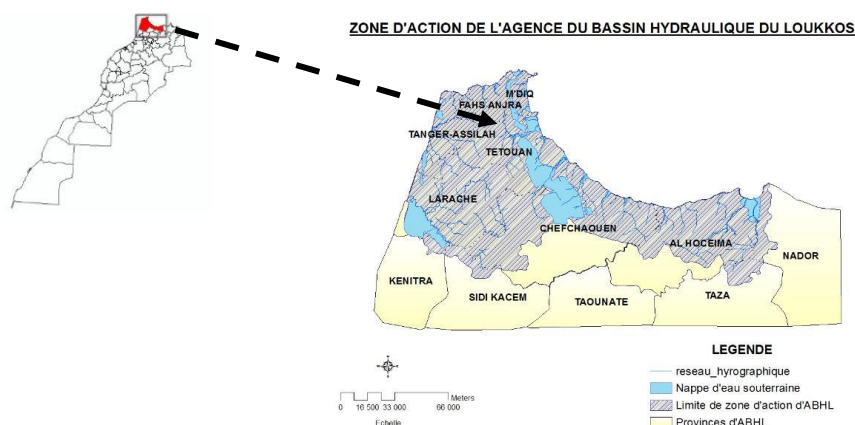 ZONE D'ACTION DE L'AGENCE DU BASSIN HYDRAULIQUE DU LOUKKOS
M'DIQ
FAHS ANJRA
TANGER-ASSILAH
TETOUAN
LARACHE
CHEFCHAOUEN
AL HOCEIMA
NADOR
KENITRA
SIDI KACEM
TAOUNATE
TAZA
LEGENDE
reseau_hyrographique
Nappe d'eau souterraine
Limite de zone d'action d'ABHL
Provinces d'ABHL
Meters
0 16 500 33 000 66 000
Echelle